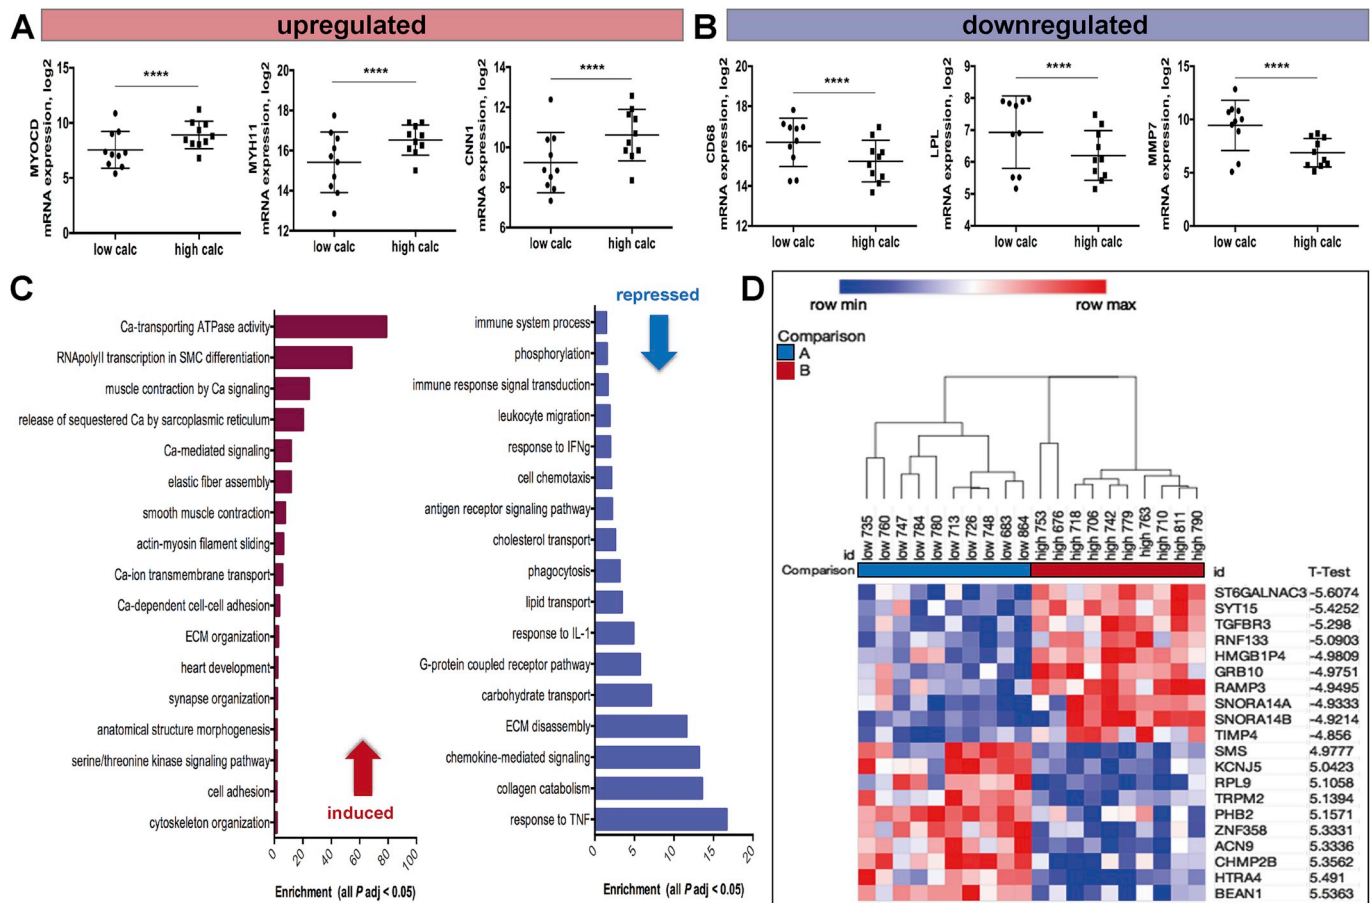 A
upregulated
MYOCD
mRNA expression, log2
15
10
5
0
****
low calc
high calc
MYH11
mRNA expression, log2
20
18
16
14
12
****
low calc
high calc
CNN1
mRNA expression, log2
14
12
10
8
6
****
low calc
high calc
B
downregulated
CD68
mRNA expression, log2
20
18
16
14
12
****
low calc
high calc
LPL
mRNA expression, log2
9
8
7
6
5
4
****
low calc
high calc
MMP7
mRNA expression, log2
15
10
5
0
****
low calc
high calc
C
Ca-transporting ATPase activity
RNApolyII transcription in SMC differentiation
muscle contraction by Ca signaling
release of sequestered Ca by sarcoplasmic reticulum
Ca-mediated signaling
elastic fiber assembly
smooth muscle contraction
actin-myosin filament sliding
Ca-ion transmembrane transport
Ca-dependent cell-cell adhesion
ECM organization
heart development
synapse organization
anatomical structure morphogenesis
serine/threonine kinase signaling pathway
cell adhesion
cytoskeleton organization
induced
0
20
40
60
80
100
Enrichment (all P adj < 0.05)
repressed
immune system process
phosphorylation
immune response signal transduction
leukocyte migration
response to IFNg
cell chemotaxis
antigen receptor signaling pathway
cholesterol transport
phagocytosis
lipid transport
response to IL-1
G-protein coupled receptor pathway
carbohydrate transport
ECM disassembly
chemokine-mediated signaling
collagen catabolism
response to TNF
0
5
10
15
20
Enrichment (all P adj < 0.05)
D
row min
row max
Comparison
A
B
id
low 735
low 760
low 747
low 784
low 780
low 713
low 726
low 748
low 683
low 864
high 753
high 676
high 718
high 706
high 742
high 779
high 763
high 710
high 811
high 790
Comparison
id T-Test
ST6GALNAC3 -5.6074
SYT15 -5.4252
TGFBR3 -5.298
RNF133 -5.0903
HMGB1P4 -4.9809
GRB10 -4.9751
RAMP3 -4.9495
SNORA14A -4.9333
SNORA14B -4.9214
TIMP4 -4.856
SMS 4.9777
KCNJ5 5.0423
RPL9 5.1058
TRPM2 5.1394
PHB2 5.1571
ZNF358 5.3331
ACN9 5.3336
CHMP2B 5.3562
HTRA4 5.491
BEAN1 5.5363